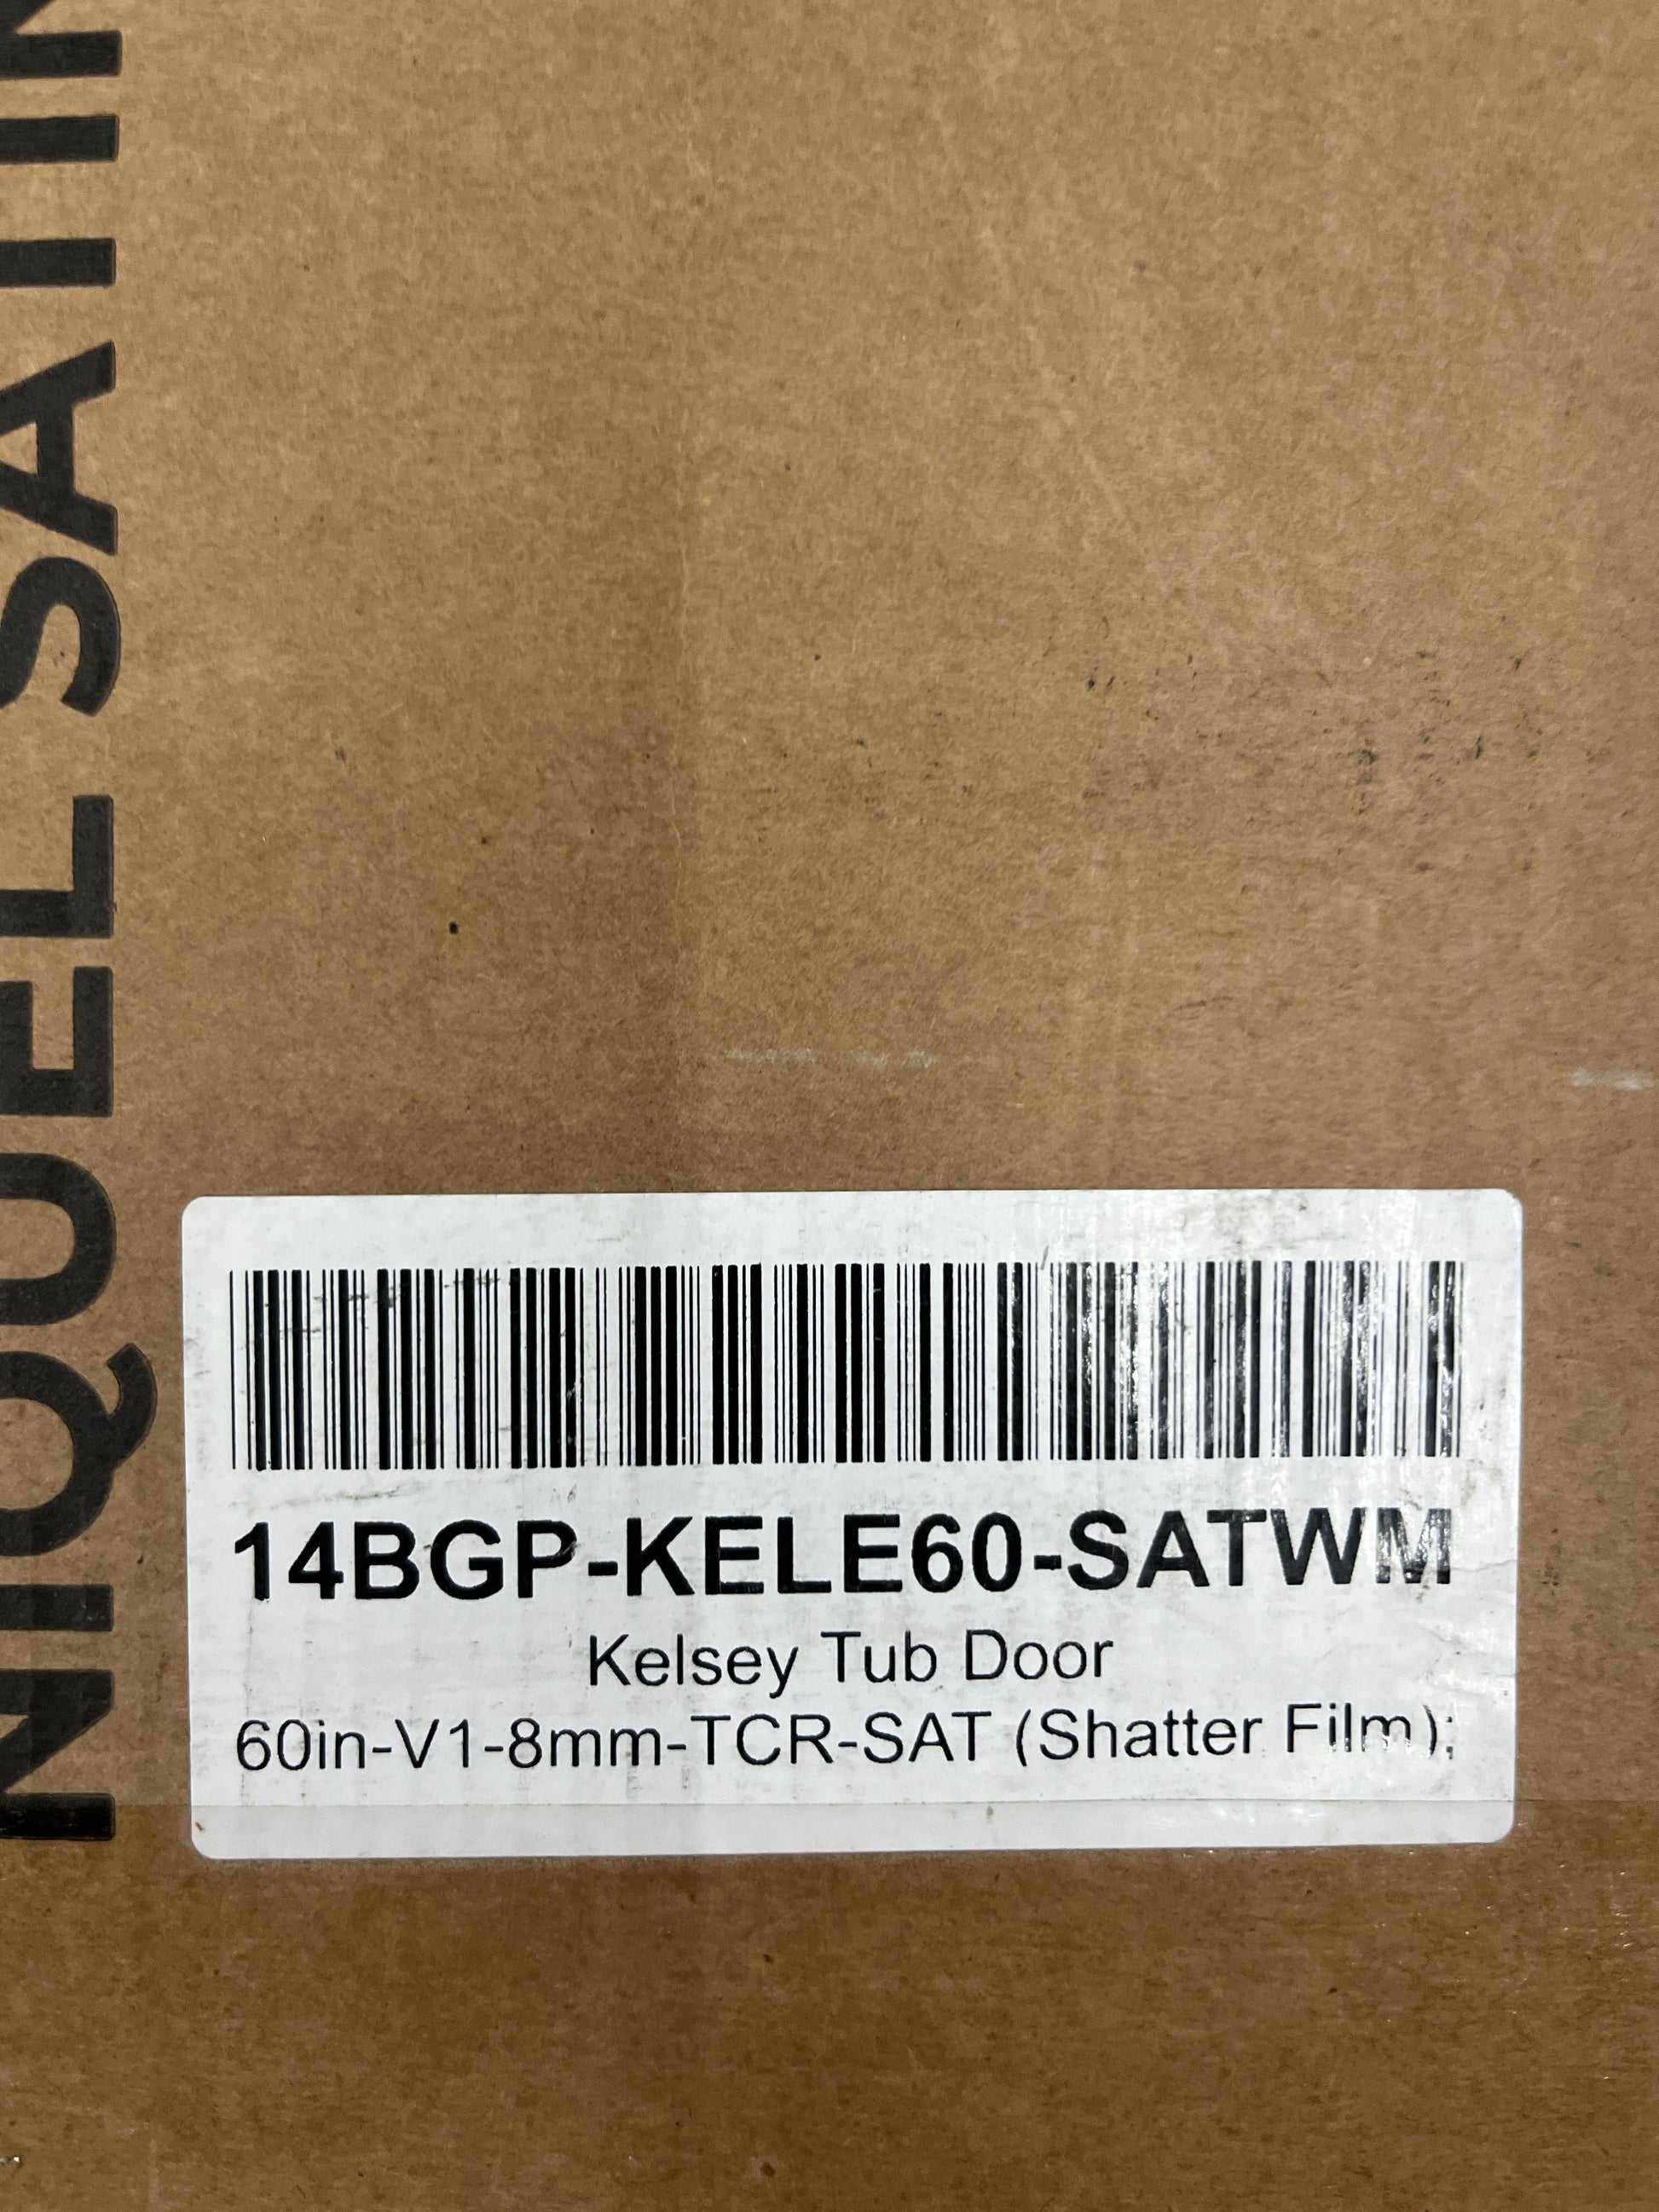 NIQUEL SATIN
14BGP-KELE60-SATWM
Kelsey Tub Door
60in-V1-8mm-TCR-SAT (Shatter Film);